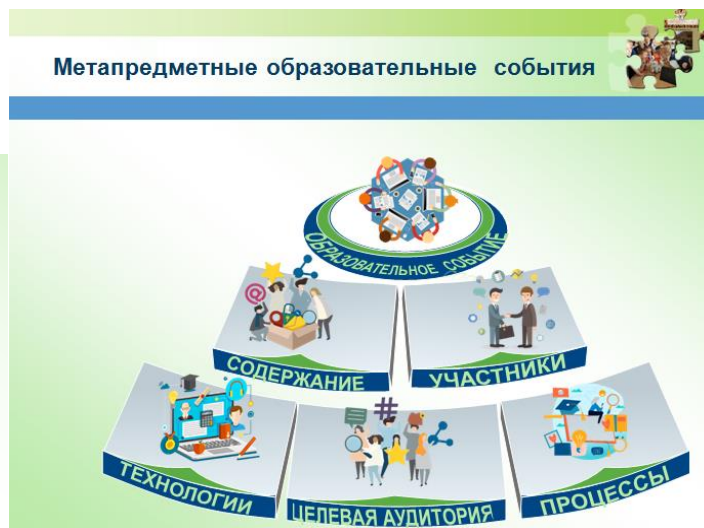 Метапредметные образовательные события
ОБРАЗОВАТЕЛЬНОЕ СОБЫТИЕ
СОДЕРЖАНИЕ
УЧАСТНИКИ
ТЕХНОЛОГИИ
ЦЕЛЕВАЯ АУДИТОРИЯ
ПРОЦЕССЫ